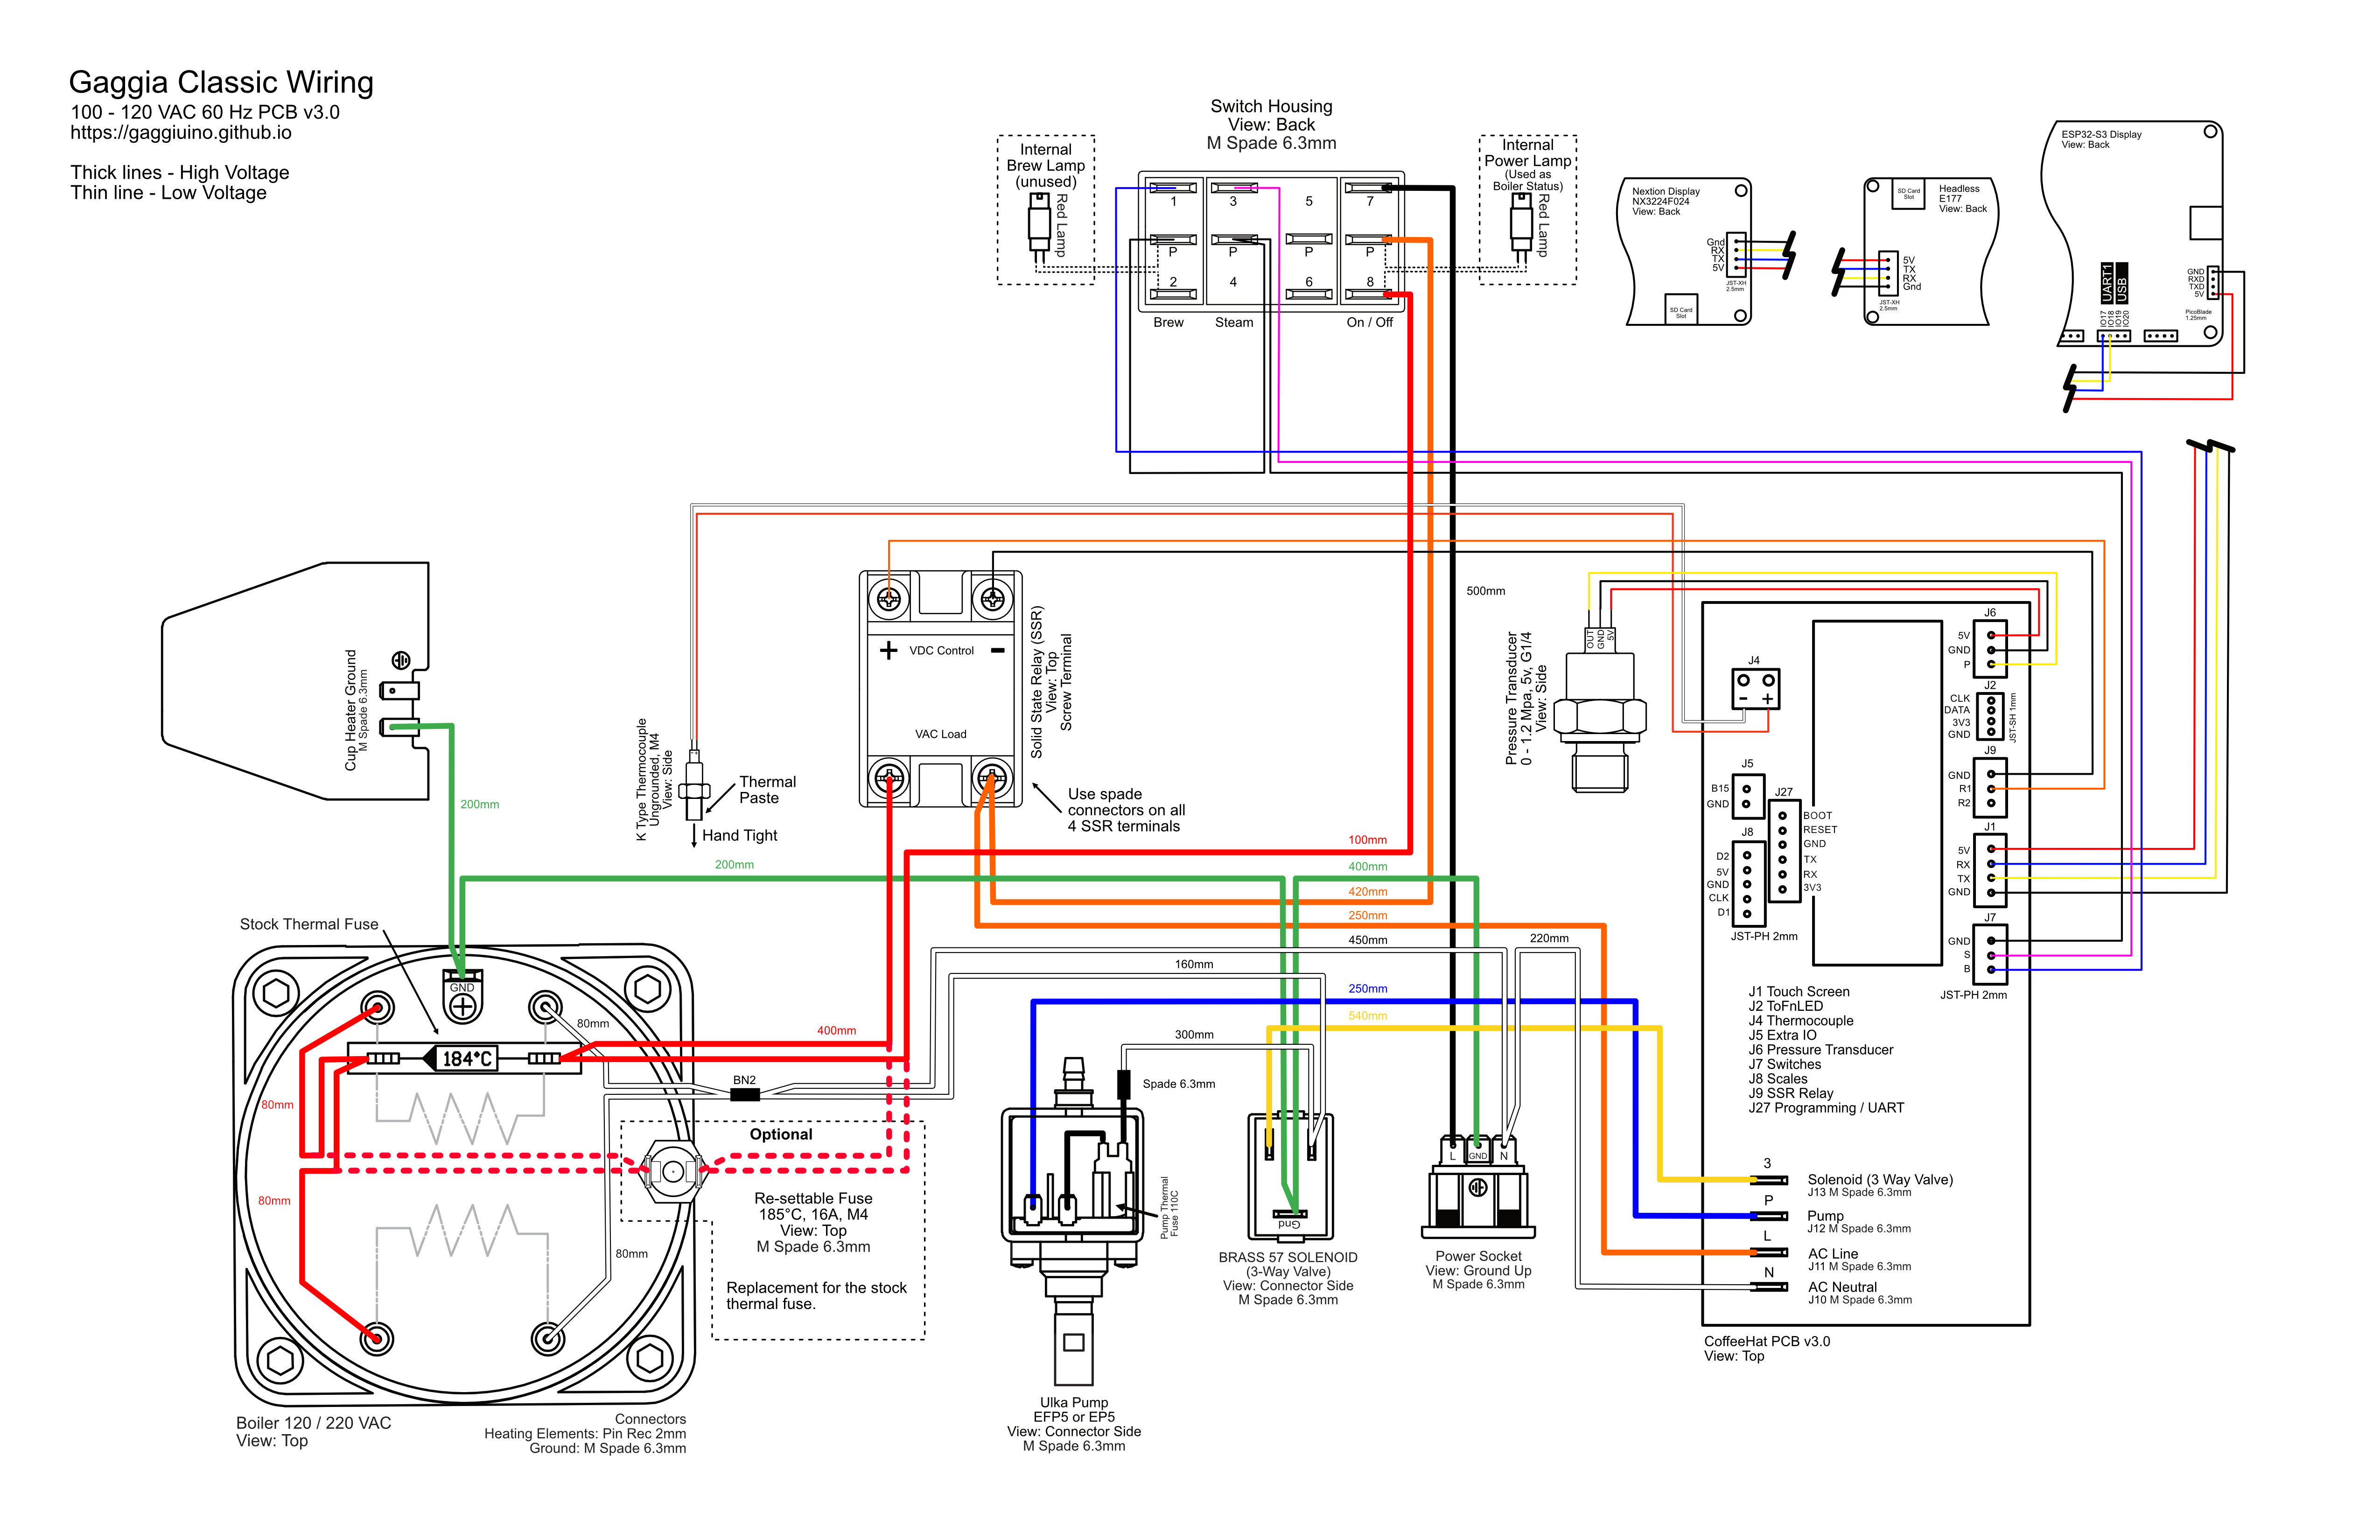 Gaggia Classic Wiring
100 - 120 VAC 60 Hz PCB v3.0
https://gaggiuino.github.io
Thick lines - High Voltage
Thin line - Low Voltage
Switch Housing
View: Back
M Spade 6.3mm
Internal
Brew Lamp
(unused)
Red Lamp
1
3
5
7
P
P
P
P
2
4
6
8
Brew
Steam
On / Off
Internal
Power Lamp
(Used as
Boiler Status)
Red Lamp
Nextion Display
NX3224F024
View: Back
Gnd
RX
TX
5V
JST-XH
2.5mm
SD Card
Slot
SD Card
Slot
Headless
E177
View: Back
5V
TX
RX
Gnd
JST-XH
2.5mm
ESP32-S3 Display
View: Back
UART1
USB
IO17
IO18
IO19
IO20
GND
RXD
TXD
5V
PicoBlade
1.25mm
Cup Heater Ground
M Spade 6.3mm
200mm
K Type Thermocouple
Ungrounded, M4
View: Side
Thermal
Paste
Hand Tight
+ VDC Control -
VAC Load
Solid State Relay (SSR)
View: Top
Screw Terminal
Use spade
connectors on all
4 SSR terminals
500mm
Pressure Transducer
0 - 1.2 Mpa, 5v, G1/4
View: Side
OUT
GND
5V
200mm
100mm
400mm
420mm
250mm
450mm
220mm
160mm
250mm
540mm
300mm
400mm
Stock Thermal Fuse
GND
184°C
80mm
80mm
80mm
80mm
BN2
Optional
Re-settable Fuse
185°C, 16A, M4
View: Top
M Spade 6.3mm
Replacement for the stock
thermal fuse.
Boiler 120 / 220 VAC
View: Top
Connectors
Heating Elements: Pin Rec 2mm
Ground: M Spade 6.3mm
Spade 6.3mm
Pump Thermal
Fuse 110C
Ulka Pump
EFP5 or EP5
View: Connector Side
M Spade 6.3mm
Gnd
BRASS 57 SOLENOID
(3-Way Valve)
View: Connector Side
M Spade 6.3mm
L
GND
N
Power Socket
View: Ground Up
M Spade 6.3mm
J4
- +
J5
B15
GND
J27
BOOT
RESET
GND
TX
RX
3V3
J8
D2
5V
GND
CLK
D1
JST-PH 2mm
J6
5V
GND
P
J2
CLK
DATA
3V3
GND
JST-SH 1mm
J9
GND
R1
R2
J1
5V
RX
TX
GND
J7
GND
S
B
JST-PH 2mm
J1 Touch Screen
J2 ToFnLED
J4 Thermocouple
J5 Extra IO
J6 Pressure Transducer
J7 Switches
J8 Scales
J9 SSR Relay
J27 Programming / UART
3
Solenoid (3 Way Valve)
J13 M Spade 6.3mm
P
Pump
J12 M Spade 6.3mm
L
AC Line
J11 M Spade 6.3mm
N
AC Neutral
J10 M Spade 6.3mm
CoffeeHat PCB v3.0
View: Top